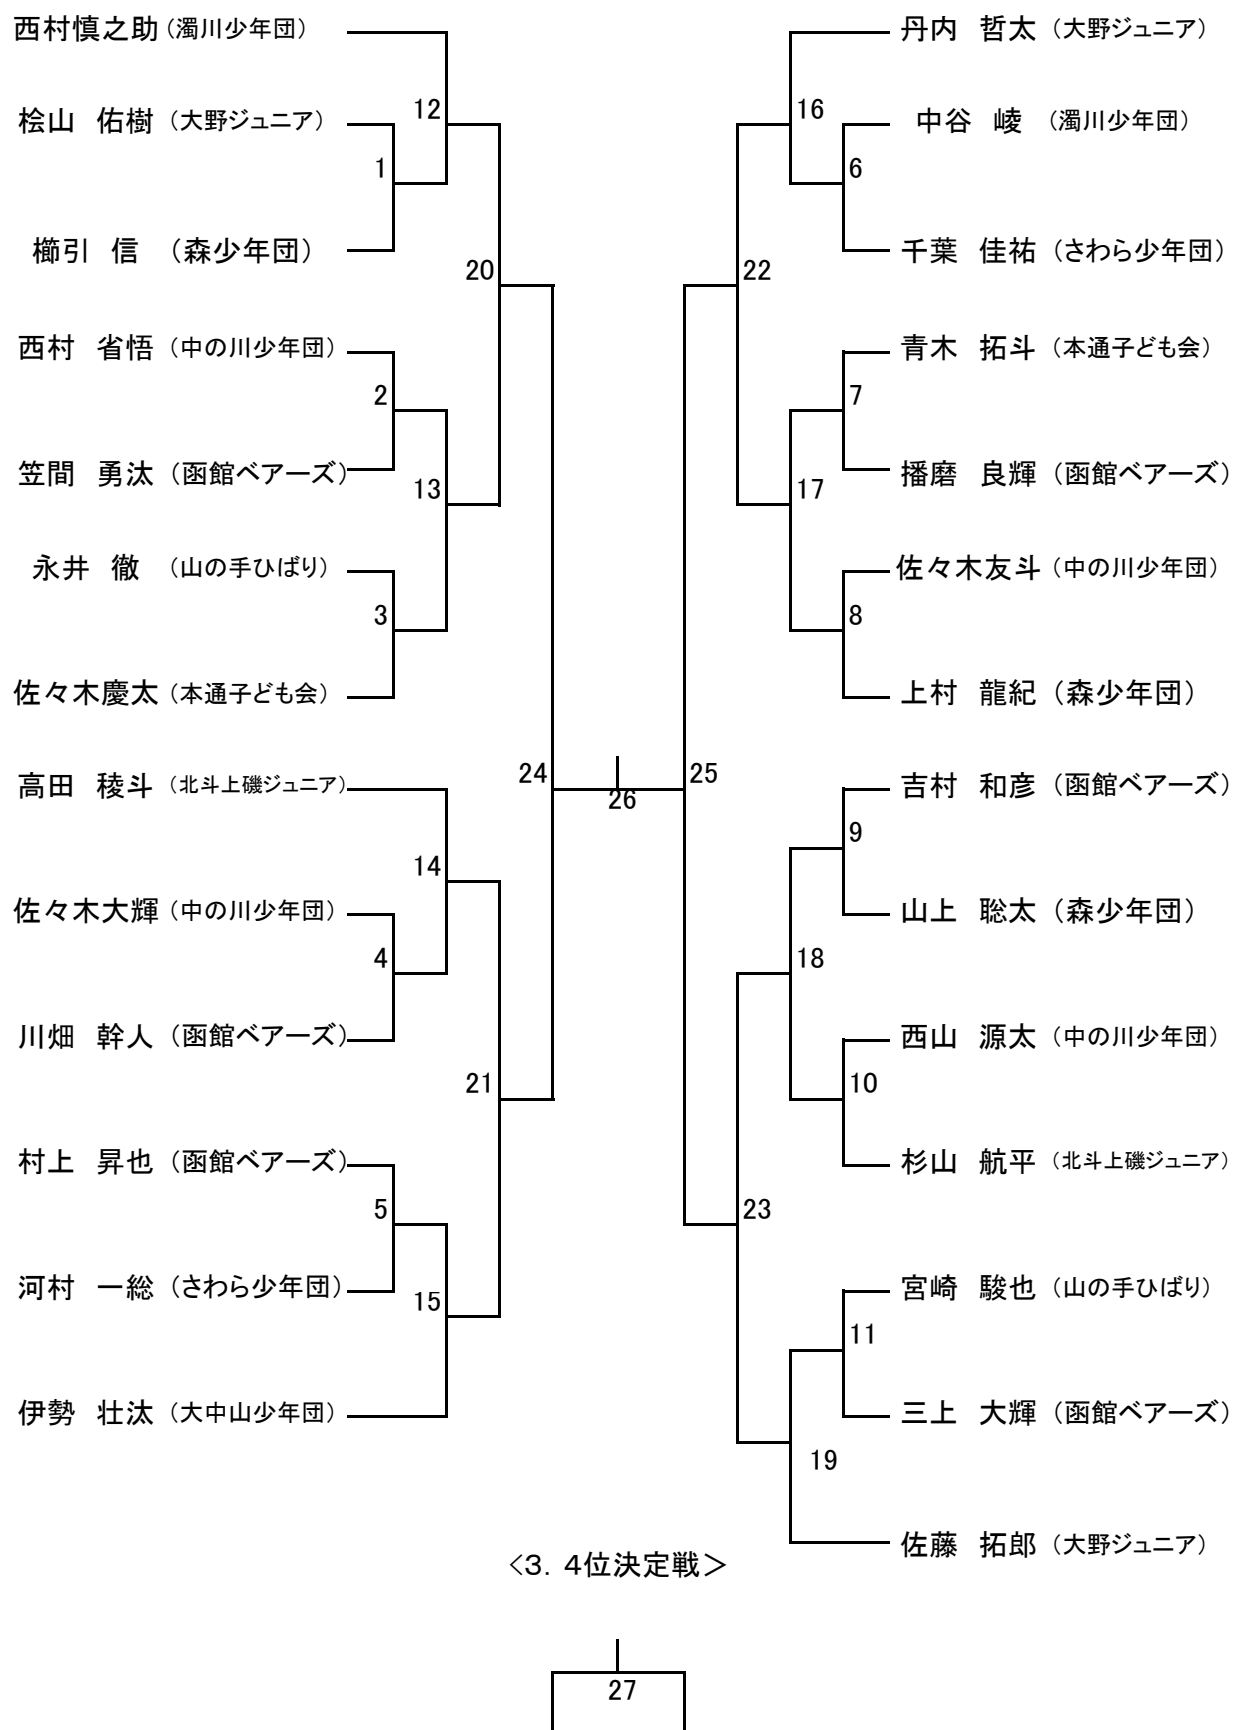 西村慎之助（濁川少年団）
12
桧山　佑樹（大野ジュニア）
1
櫛引　信　（森少年団）
20
西村　省悟（中の川少年団）
2
笠間　勇汰（函館ベアーズ）
13
永井　徹　（山の手ひばり）
3
佐々木慶太（本通子ども会）
24
高田　稜斗（北斗上磯ジュニア）
14
佐々木大輝（中の川少年団）
4
川畑　幹人（函館ベアーズ）
21
村上　昇也（函館ベアーズ）
5
河村　一総（さわら少年団）
15
伊勢　壮汰（大中山少年団）
26
丹内　哲太（大野ジュニア）
16
中谷　崚　（濁川少年団）
6
千葉　佳祐（さわら少年団）
22
青木　拓斗（本通子ども会）
7
播磨　良輝（函館ベアーズ）
17
佐々木友斗（中の川少年団）
8
上村　龍紀（森少年団）
25
吉村　和彦（函館ベアーズ）
9
山上　聡太（森少年団）
18
西山　源太（中の川少年団）
10
杉山　航平（北斗上磯ジュニア）
23
宮崎　駿也（山の手ひばり）
11
三上　大輝（函館ベアーズ）
19
佐藤　拓郎（大野ジュニア）
＜3．4位決定戦＞
27